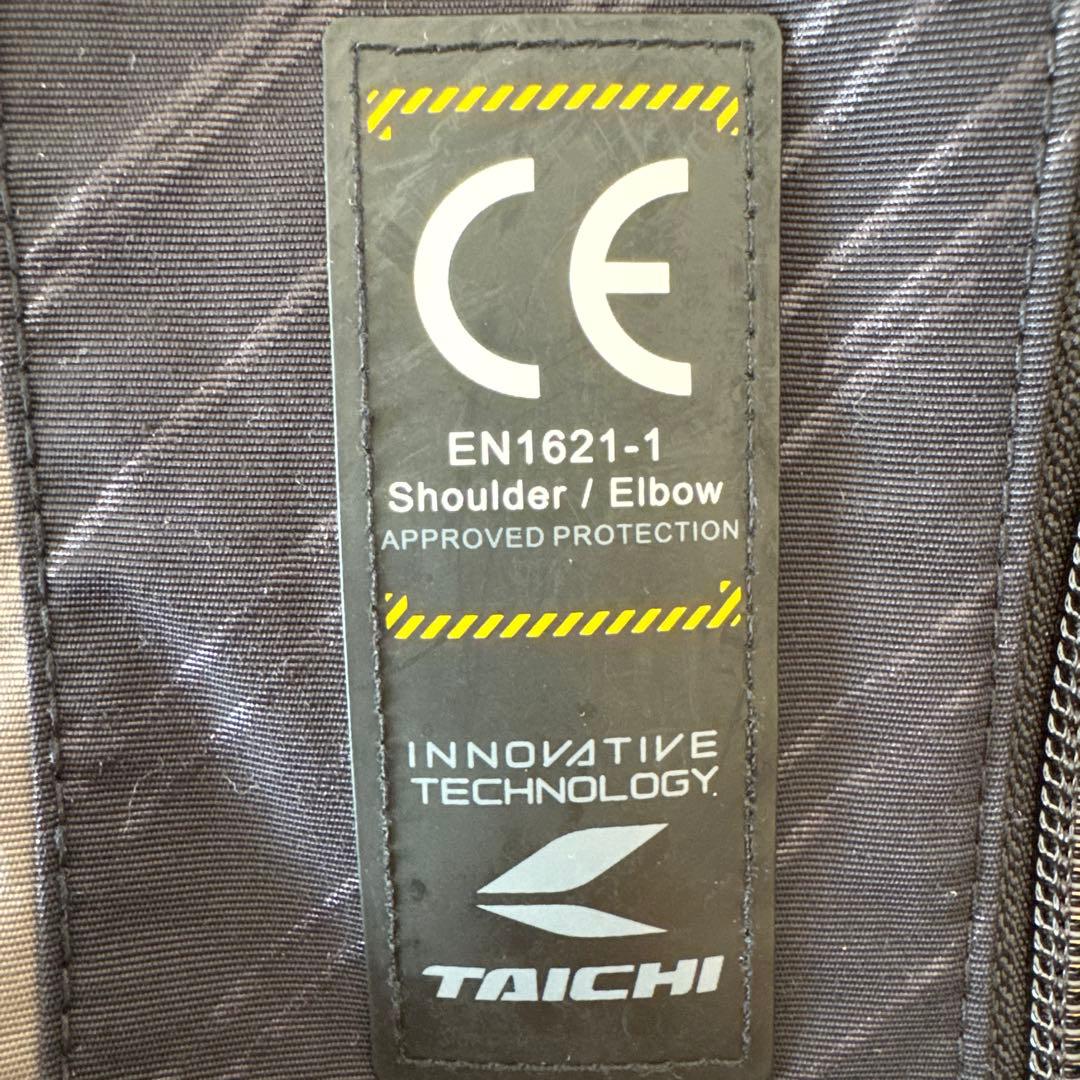 CE
EN1621-1
Shoulder / Elbow
APPROVED PROTECTION
INNOVATIVE
TECHNOLOGY.
TAICHI